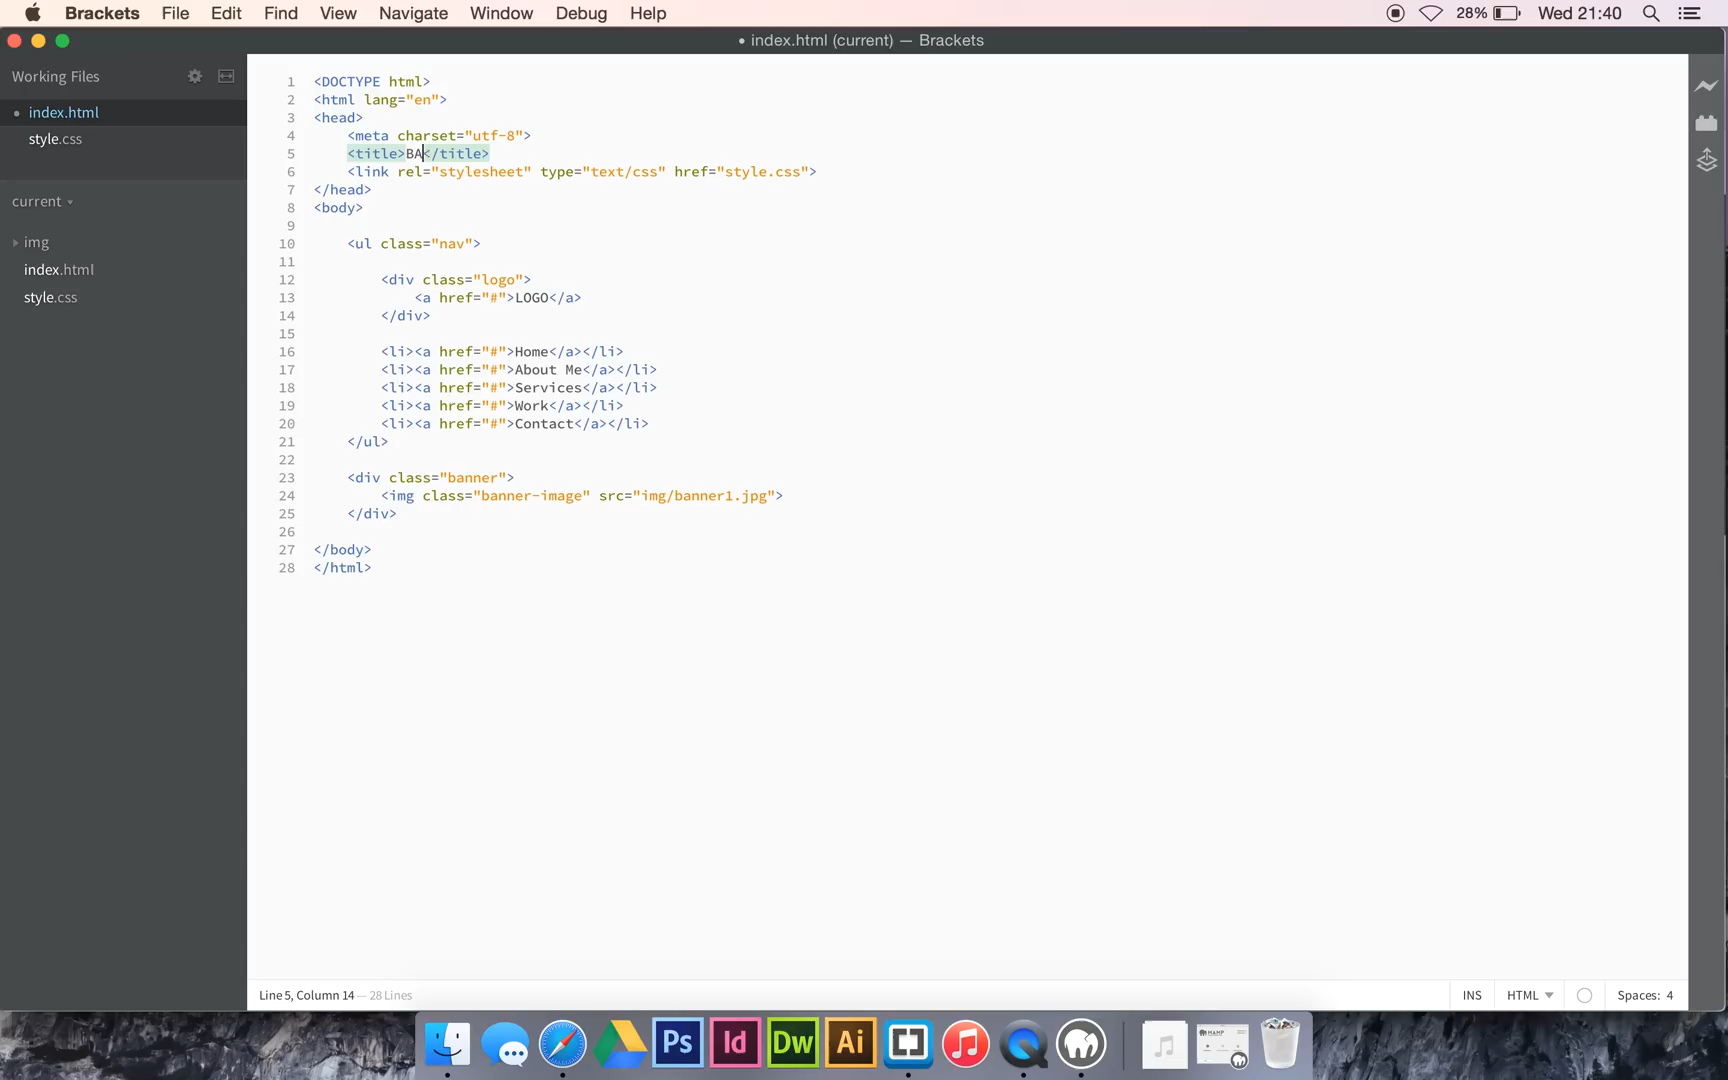 Brackets File Edit Find View Navigate Window Debug Help 28% Wed 21:40
• index.html (current) — Brackets
Working Files
index.html
style.css
current
img
index.html
style.css
1 <DOCTYPE html>
2 <html lang="en">
3 <head>
4 <meta charset="utf-8">
5 <title>BA</title>
6 <link rel="stylesheet" type="text/css" href="style.css">
7 </head>
8 <body>
9
10 <ul class="nav">
11
12 <div class="logo">
13 <a href="#">LOGO</a>
14 </div>
15
16 <li><a href="#">Home</a></li>
17 <li><a href="#">About Me</a></li>
18 <li><a href="#">Services</a></li>
19 <li><a href="#">Work</a></li>
20 <li><a href="#">Contact</a></li>
21 </ul>
22
23 <div class="banner">
24 <img class="banner-image" src="img/banner1.jpg">
25 </div>
26
27 </body>
28 </html>
Line 5, Column 14 — 28 Lines INS HTML Spaces: 4
Ps Id Dw Ai
MAMP